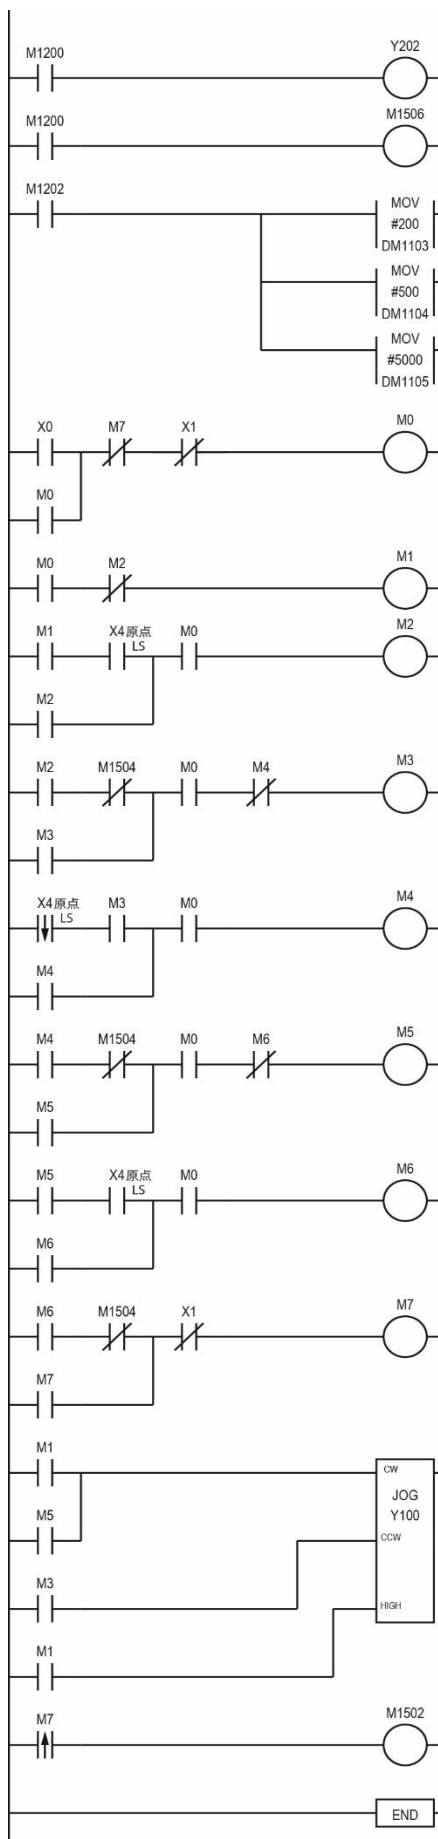 M1200
Y202
M1200
M1506
M1202
MOV
#200
DM1103
MOV
#500
DM1104
MOV
#5000
DM1105
X0 M7 X1 M0
M0
M0 M2 M1
M1 X4原点 M0 M2
LS
M2
M2 M1504 M0 M4 M3
M3
X4原点 M3 M0 M4
LS
M4
M4 M1504 M0 M6 M5
M5
M5 X4原点 M0 M6
LS
M6
M6 M1504 X1 M7
M7
M1
CW
JOG
Y100
M5
CCW
M3
HIGH
M1
M7 M1502
END